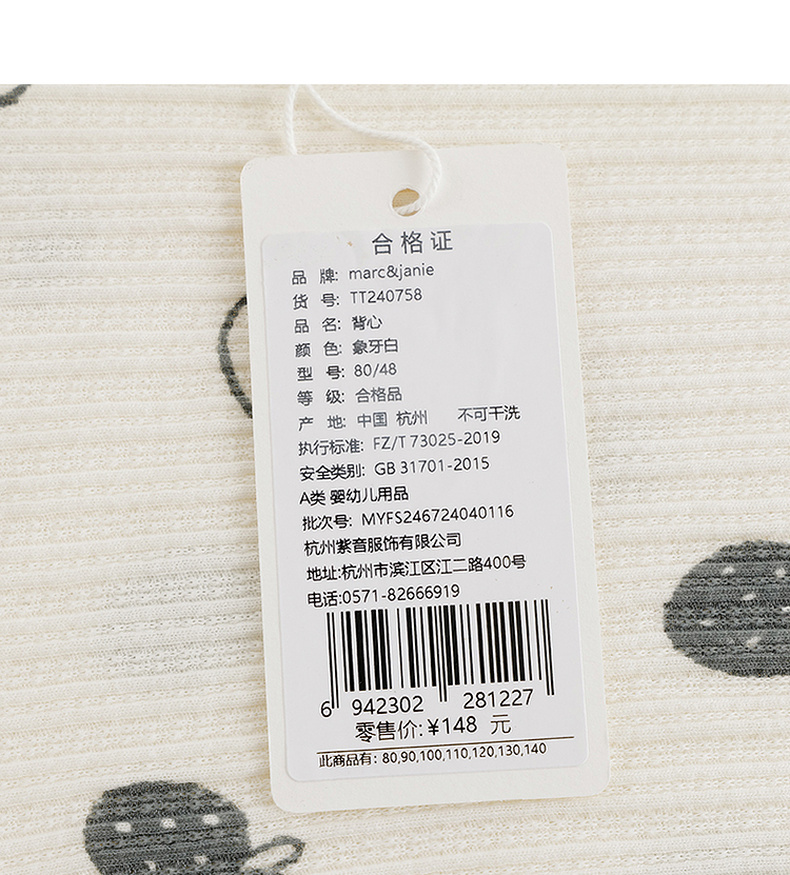 合格证
品 牌: marc&janie
货 号: TT240758
品 名: 背心
颜 色: 象牙白
型 号: 80/48
等 级: 合格品
产 地: 中国 杭州 不可干洗
执行标准: FZ/T 73025-2019
安全类别: GB 31701-2015
A类 婴幼儿用品
批次号: MYFS246724040116
杭州紫音服饰有限公司
地址:杭州市滨江区江二路400号
电话:0571-82666919
6 942302 281227
零售价:¥148 元
此商品有: 80,90,100,110,120,130,140